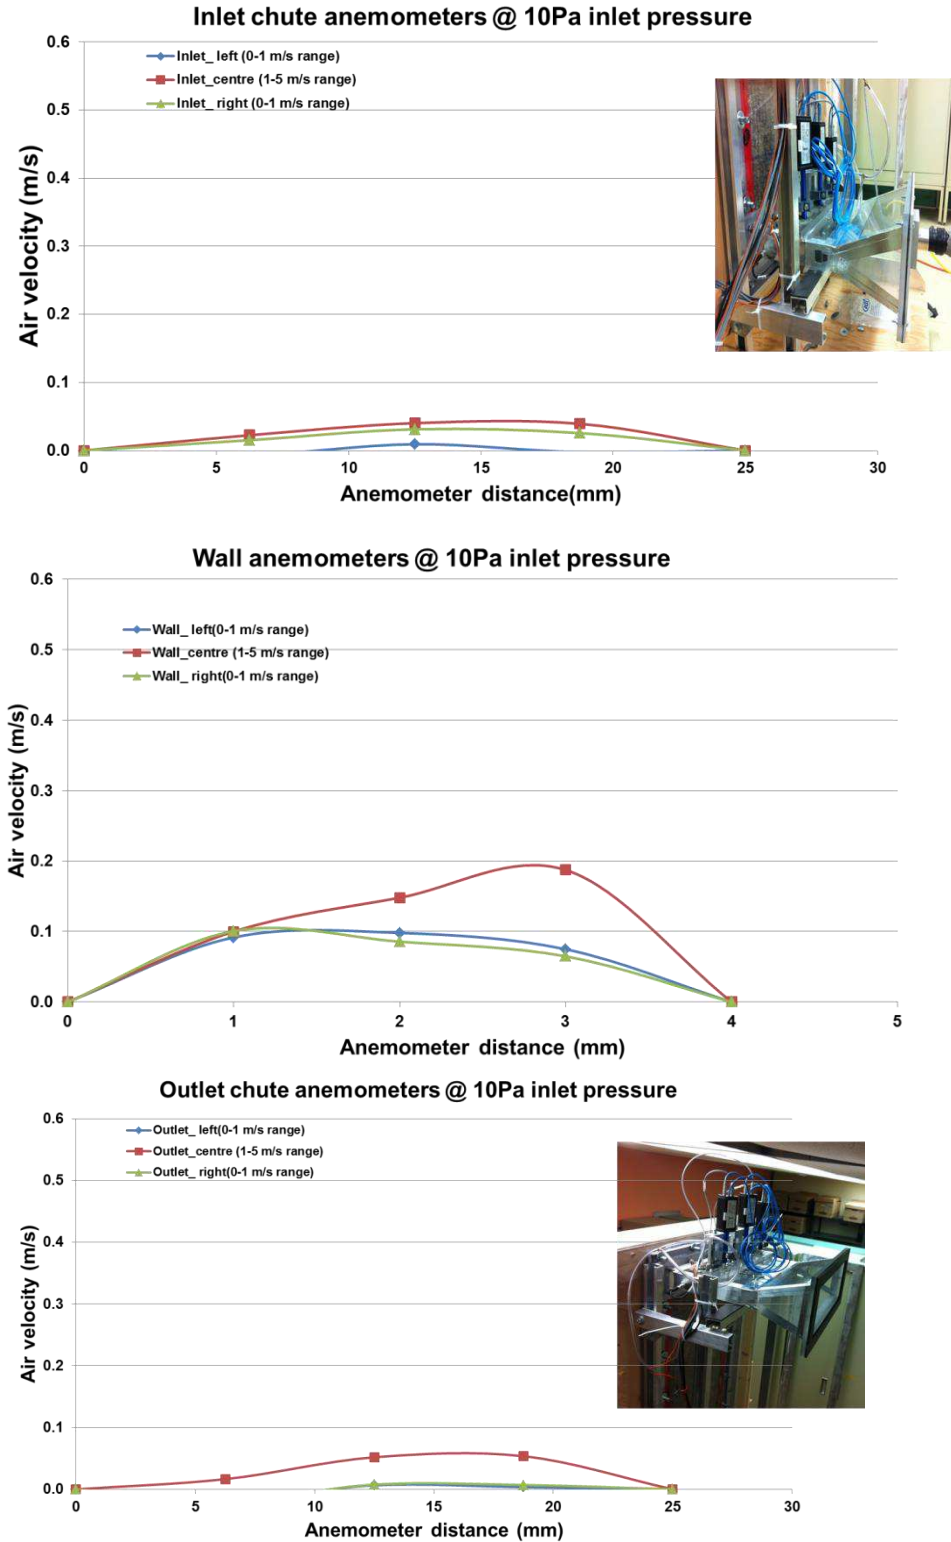 Inlet chute anemometers @ 10Pa inlet pressure
0.6
Inlet_ left (0-1 m/s range)
Inlet_centre (1-5 m/s range)
Inlet_ right (0-1 m/s range)
0.5
0.4
0.3
0.2
0.1
0.0
Air velocity (m/s)
0 5 10 15 20 25 30
Anemometer distance(mm)
Wall anemometers @ 10Pa inlet pressure
0.6
Wall_ left(0-1 m/s range)
Wall_centre (1-5 m/s range)
Wall_ right(0-1 m/s range)
0.5
0.4
0.3
0.2
0.1
0.0
Air velocity (m/s)
0 1 2 3 4 5
Anemometer distance (mm)
Outlet chute anemometers @ 10Pa inlet pressure
0.6
Outlet_ left(0-1 m/s range)
Outlet_centre (1-5 m/s range)
Outlet_ right(0-1 m/s range)
0.5
0.4
0.3
0.2
0.1
0.0
Air velocity (m/s)
0 5 10 15 20 25 30
Anemometer distance (mm)